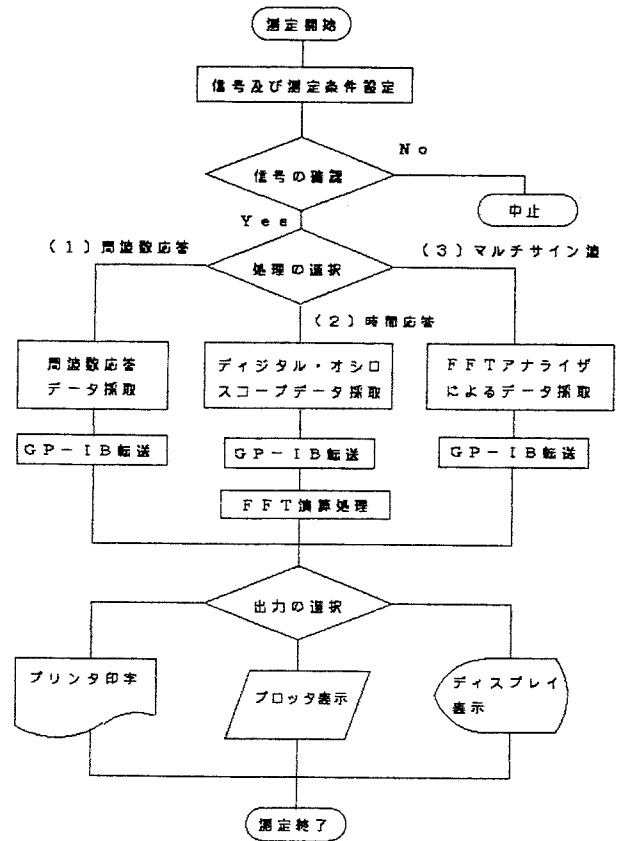 測定開始
信号及び測定条件設定
No
信号の確認
中止
Yes
(1)周波数応答
(3)マルチサイン波
処理の選択
(2)時間応答
周波数応答
データ採取
ディジタル・オシロ
スコープデータ採取
FFTアナライザ
によるデータ採取
GP-IB転送
GP-IB転送
GP-IB転送
FFT演算処理
出力の選択
プリンタ印字
プロッタ表示
ディスプレイ
表示
測定終了